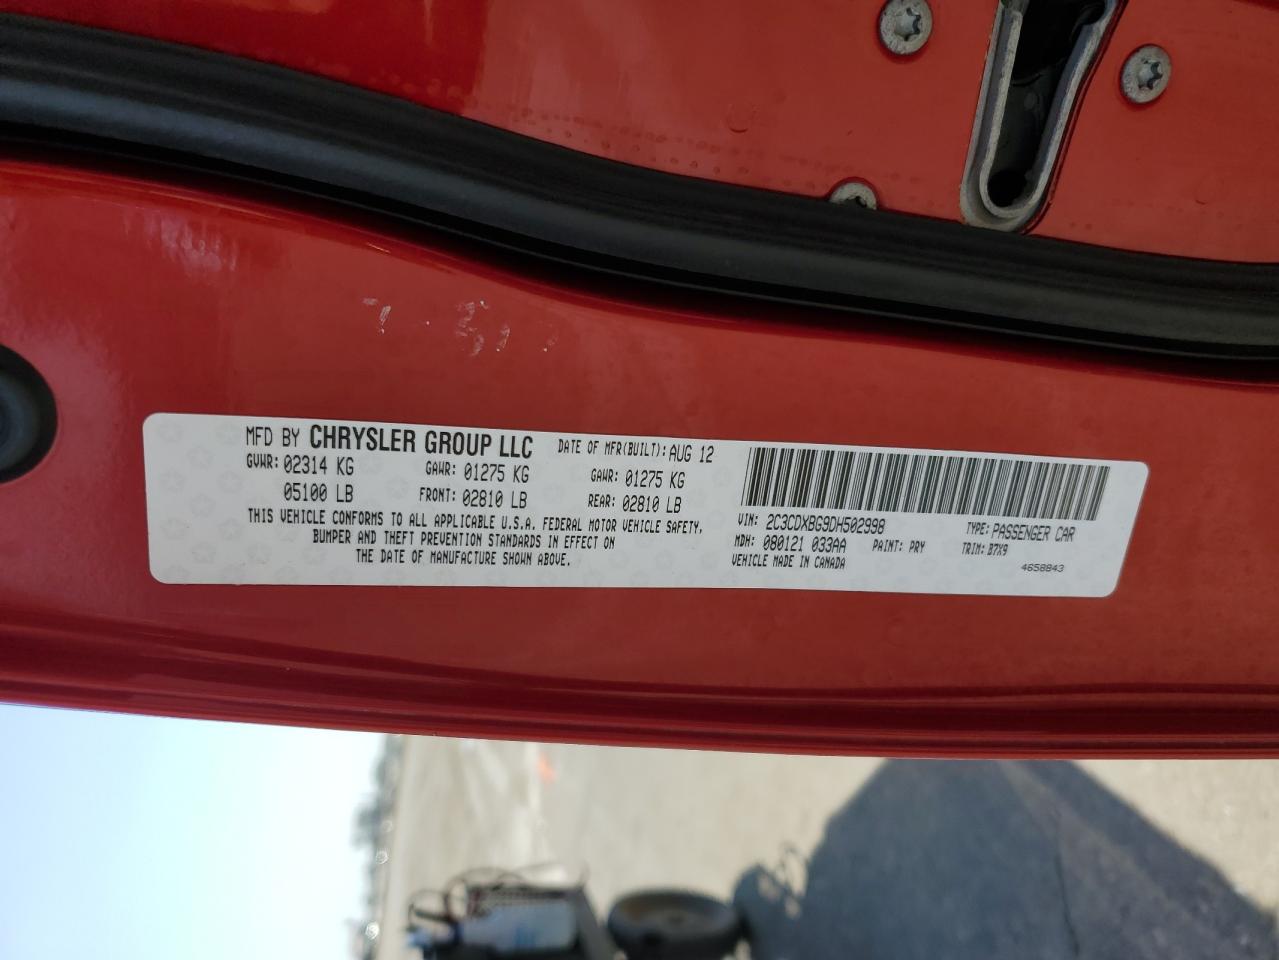 MFD BY CHRYSLER GROUP LLC DATE OF MFR(BUILT): AUG 12
GVWR: 02314 KG GAWR: 01275 KG GAWR: 01275 KG
05100 LB FRONT: 02810 LB REAR: 02810 LB
THIS VEHICLE CONFORMS TO ALL APPLICABLE U.S.A. FEDERAL MOTOR VEHICLE SAFETY,
BUMPER AND THEFT PREVENTION STANDARDS IN EFFECT ON
THE DATE OF MANUFACTURE SHOWN ABOVE.
VIN: 2C3CDXBG9DH502998 TYPE: PASSENGER CAR
MDH: 080121 033AA PAINT: PRY TRIM: B7X9
VEHICLE MADE IN CANADA 4658843